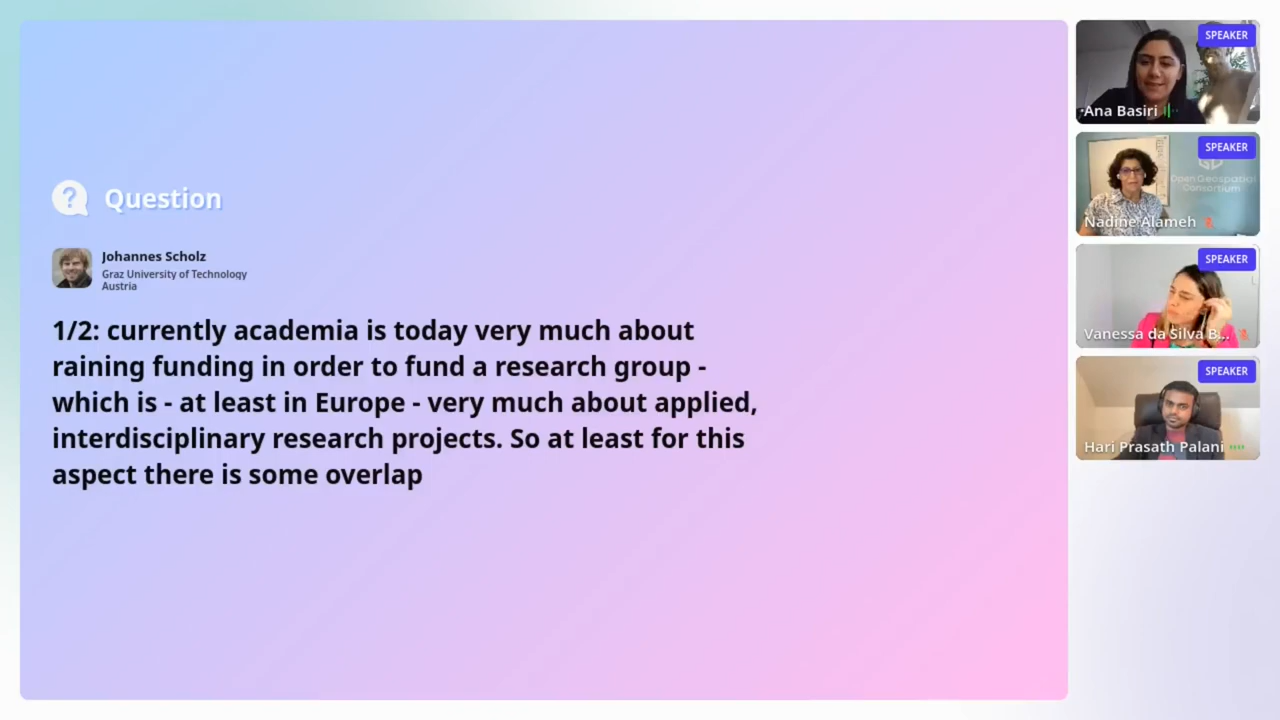 Question
Johannes Scholz
Graz University of Technology
Austria
1/2: currently academia is today very much about
raining funding in order to fund a research group -
which is - at least in Europe - very much about applied,
interdisciplinary research projects. So at least for this
aspect there is some overlap
SPEAKER
Ana Basiri
SPEAKER
Open Geospatial
Consortium
Nadine Alameh
SPEAKER
Vanessa da Silva B...
SPEAKER
Hari Prasath Palani